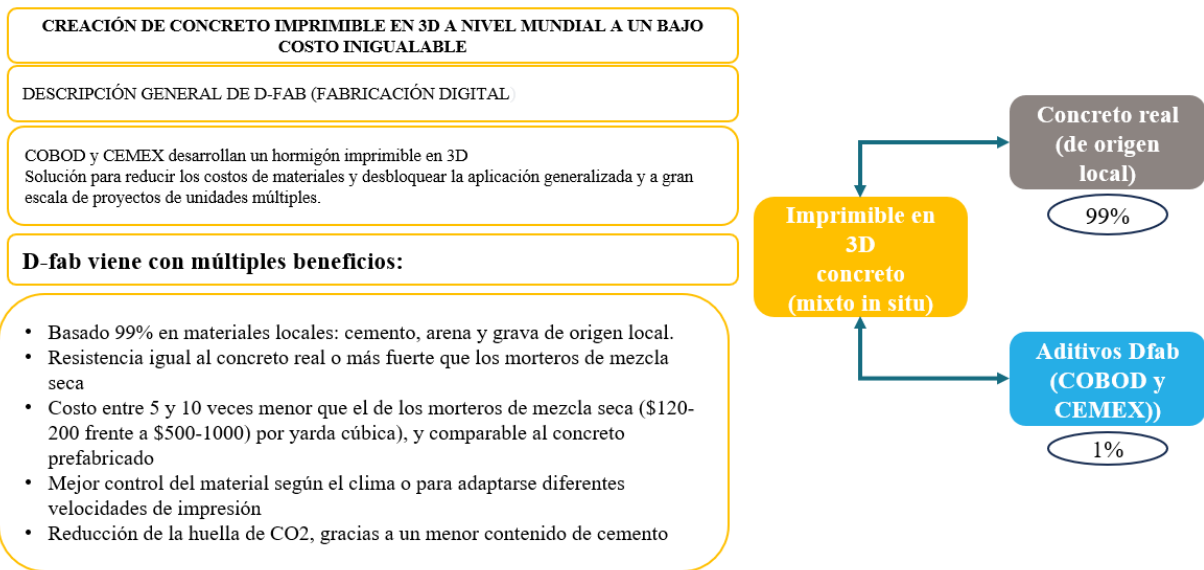 CREACIÓN DE CONCRETO IMPRIMIBLE EN 3D A NIVEL MUNDIAL A UN BAJO
COSTO INIGUALABLE
DESCRIPCIÓN GENERAL DE D-FAB (FABRICACIÓN DIGITAL)
COBOD y CEMEX desarrollan un hormigón imprimible en 3D
Solución para reducir los costos de materiales y desbloquear la aplicación generalizada y a gran
escala de proyectos de unidades múltiples.
D-fab viene con múltiples beneficios:
• Basado 99% en materiales locales: cemento, arena y grava de origen local.
• Resistencia igual al concreto real o más fuerte que los morteros de mezcla
seca
• Costo entre 5 y 10 veces menor que el de los morteros de mezcla seca ($120-
200 frente a $500-1000) por yarda cúbica), y comparable al concreto
prefabricado
• Mejor control del material según el clima o para adaptarse diferentes
velocidades de impresión
• Reducción de la huella de CO2, gracias a un menor contenido de cemento
Imprimible en
3D
concreto
(mixto in situ)
Concreto real
(de origen
local)
99%
Aditivos Dfab
(COBOD y
CEMEX))
1%